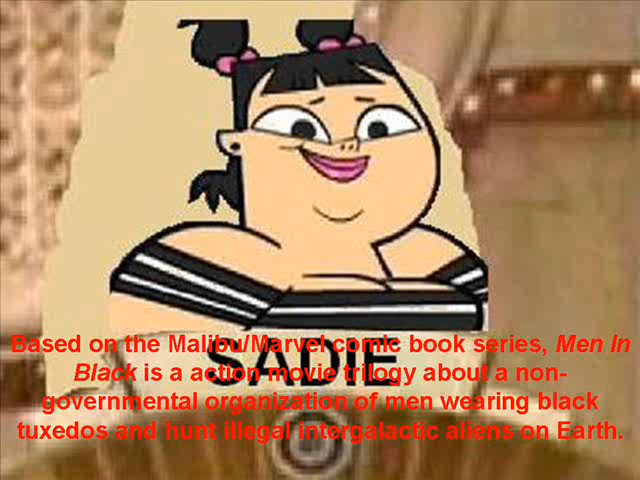 Based on the Malibu/Marvel comic book series, Men In
SADIE
Black is a action movie trilogy about a non-
governmental organization of men wearing black
tuxedos and hunt illegal intergalactic aliens on Earth.